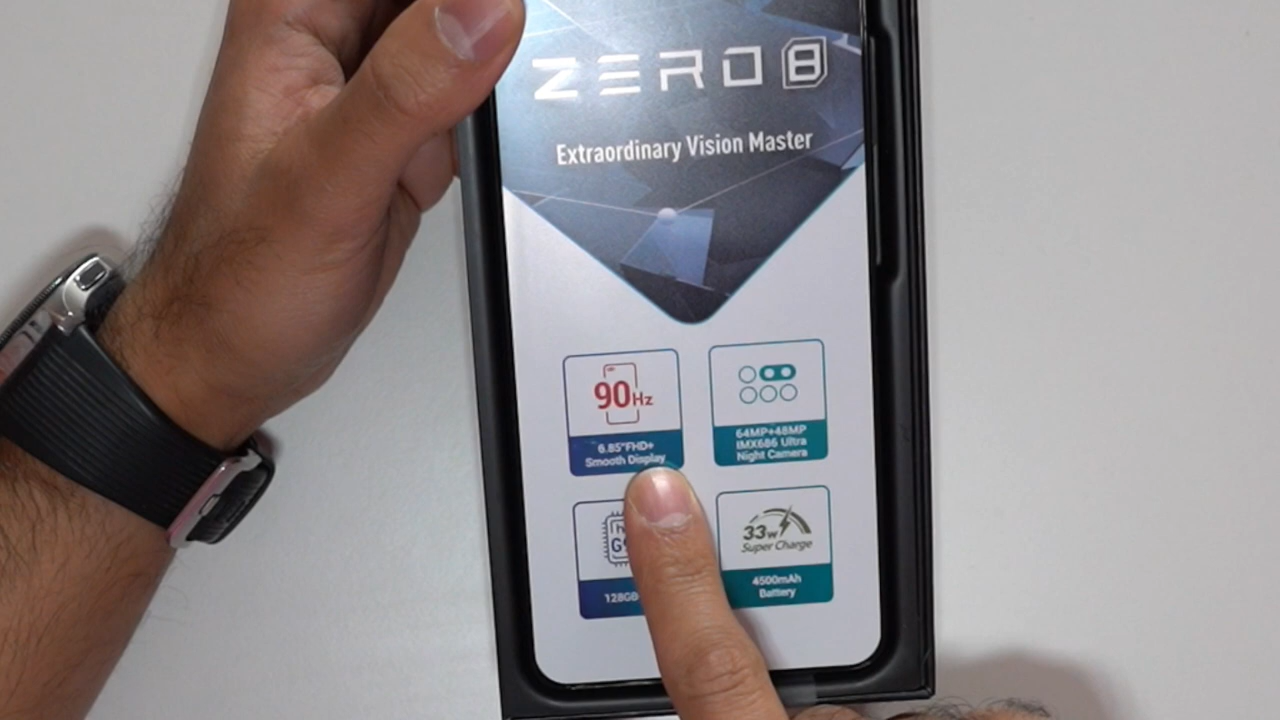 ZERO 8
Extraordinary Vision Master
90Hz
6.85"FHD+
Smooth Display
64MP+48MP
IMX686 Ultra
Night Camera
33W
Super Charge
128GB
4500mAh
Battery